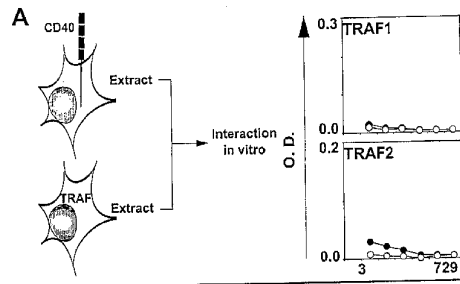 A
CD40
Extract
TRAF
Extract
Interaction
in vitro
O. D.
0.3
TRAF1
0.0
0.2
TRAF2
0.0
3 729